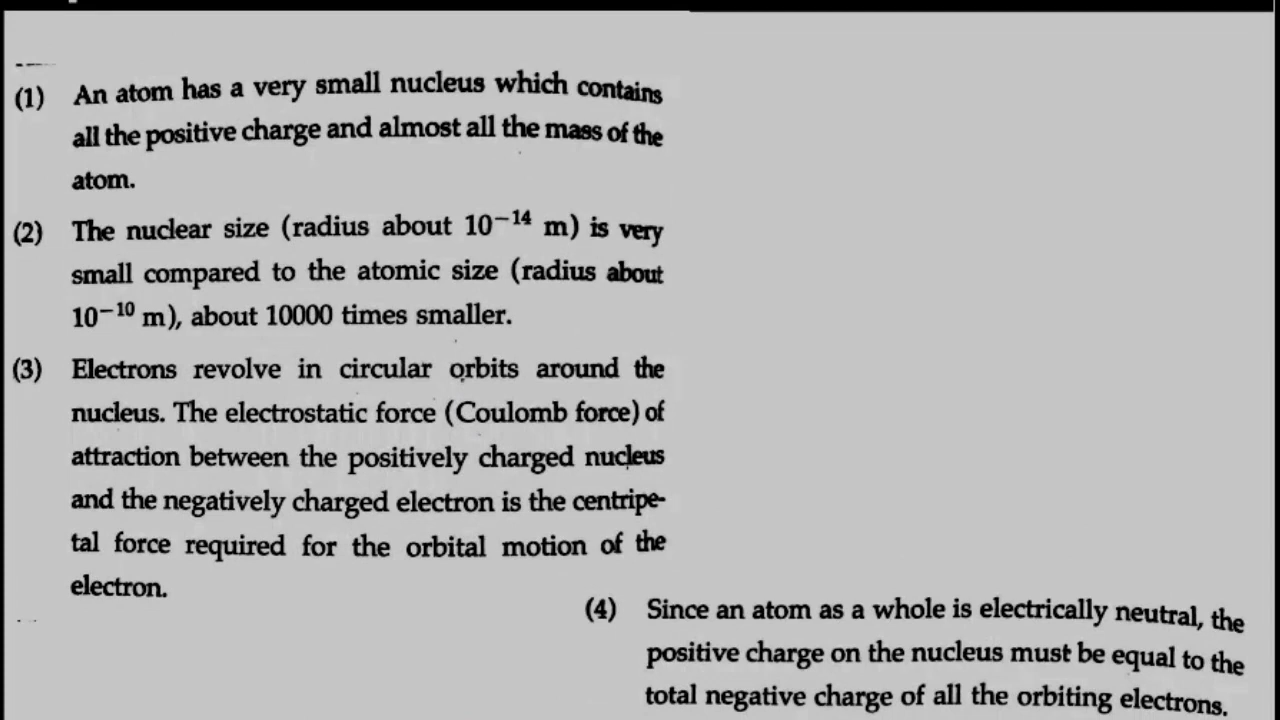 (1) An atom has a very small nucleus which contains
all the positive charge and almost all the mass of the
atom.
(2) The nuclear size (radius about 10⁻¹⁴ m) is very
small compared to the atomic size (radius about
10⁻¹⁰ m), about 10000 times smaller.
(3) Electrons revolve in circular orbits around the
nucleus. The electrostatic force (Coulomb force) of
attraction between the positively charged nucleus
and the negatively charged electron is the centripe-
tal force required for the orbital motion of the
electron.
(4) Since an atom as a whole is electrically neutral, the
positive charge on the nucleus must be equal to the
total negative charge of all the orbiting electrons.